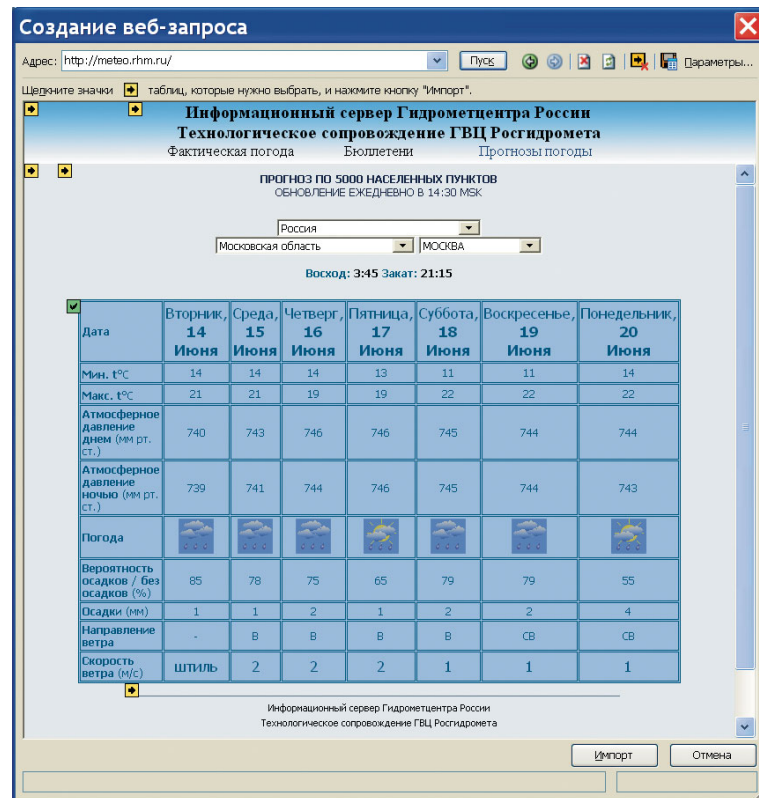 Создание веб-запроса
Адрес: http://meteo.rhm.ru/ Пуск Параметры...
Щелкните значки таблиц, которые нужно выбрать, и нажмите кнопку "Импорт".
Информационный сервер Гидрометцентра России
Технологическое сопровождение ГВЦ Росгидромета
Фактическая погода Бюллетени Прогнозы погоды
ПРОГНОЗ ПО 5000 НАСЕЛЕННЫХ ПУНКТОВ
ОБНОВЛЕНИЕ ЕЖЕДНЕВНО В 14:30 MSK
Россия
Московская область МОСКВА
Восход: 3:45 Закат: 21:15
Дата Вторник, 14 Июня Среда, 15 Июня Четверг, 16 Июня Пятница, 17 Июня Суббота, 18 Июня Воскресенье, 19 Июня Понедельник, 20 Июня
Мин. t°C 14 14 14 13 11 11 14
Макс. t°C 21 21 19 19 22 22 22
Атмосферное давление днем (мм рт. ст.) 740 743 746 746 745 744 744
Атмосферное давление ночью (мм рт. ст.) 739 741 744 746 745 744 743
Погода
Вероятность осадков / без осадков (%) 85 78 75 65 79 79 55
Осадки (мм) 1 1 2 1 2 2 4
Направление ветра - В В В В СВ СВ
Скорость ветра (м/с) ШТИЛЬ 2 2 2 1 1 1
Информационный сервер Гидрометцентра России
Технологическое сопровождение ГВЦ Росгидромета
Импорт Отмена